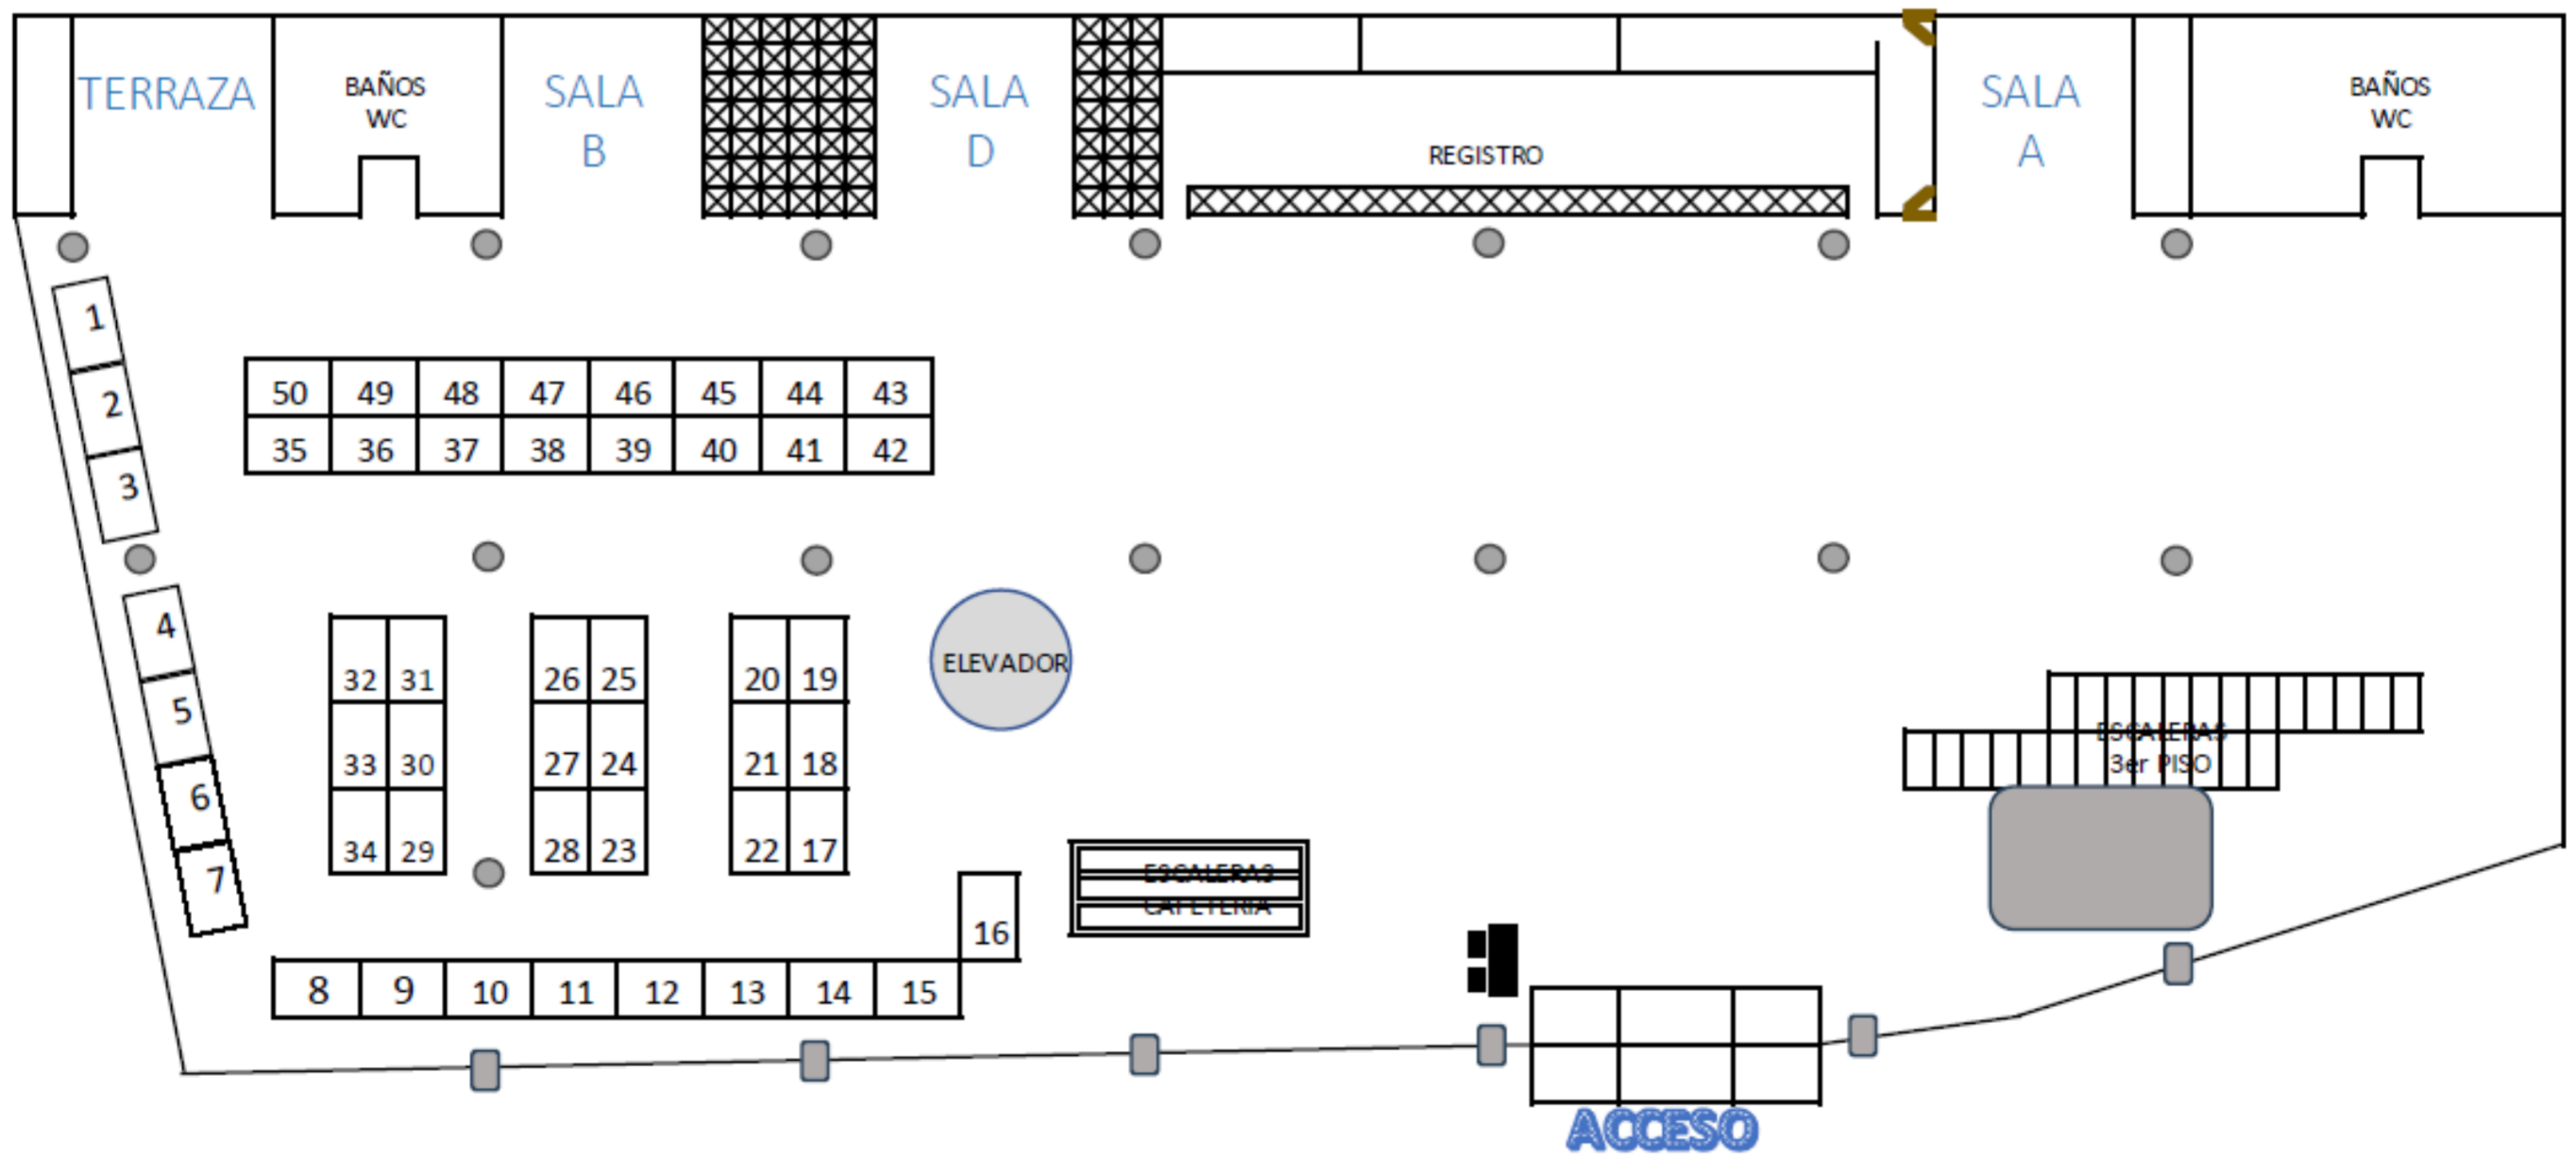 TERRAZA
BAÑOS
WC
SALA
B
SALA
D
REGISTRO
SALA
A
BAÑOS
WC
1
2
3
50 49 48 47 46 45 44 43
35 36 37 38 39 40 41 42
4
5
6
7
32 31
33 30
34 29
26 25
27 24
28 23
20 19
21 18
22 17
ELEVADOR
ESCALERAS
3er PISO
ESCALERAS
CAFETERIA
16
8 9 10 11 12 13 14 15
ACCESO